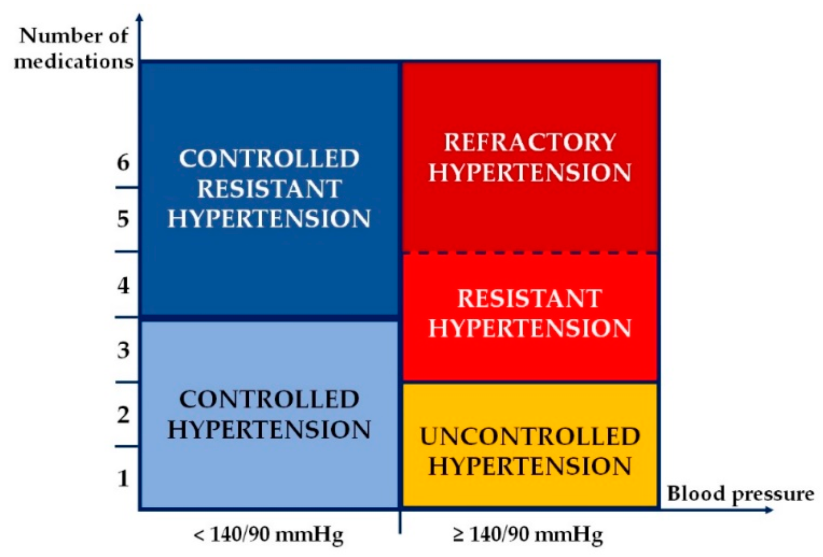 Number of
medications
6
5
4
3
2
1
CONTROLLED
RESISTANT
HYPERTENSION
REFRACTORY
HYPERTENSION
RESISTANT
HYPERTENSION
CONTROLLED
HYPERTENSION
UNCONTROLLED
HYPERTENSION
Blood pressure
< 140/90 mmHg
≥ 140/90 mmHg